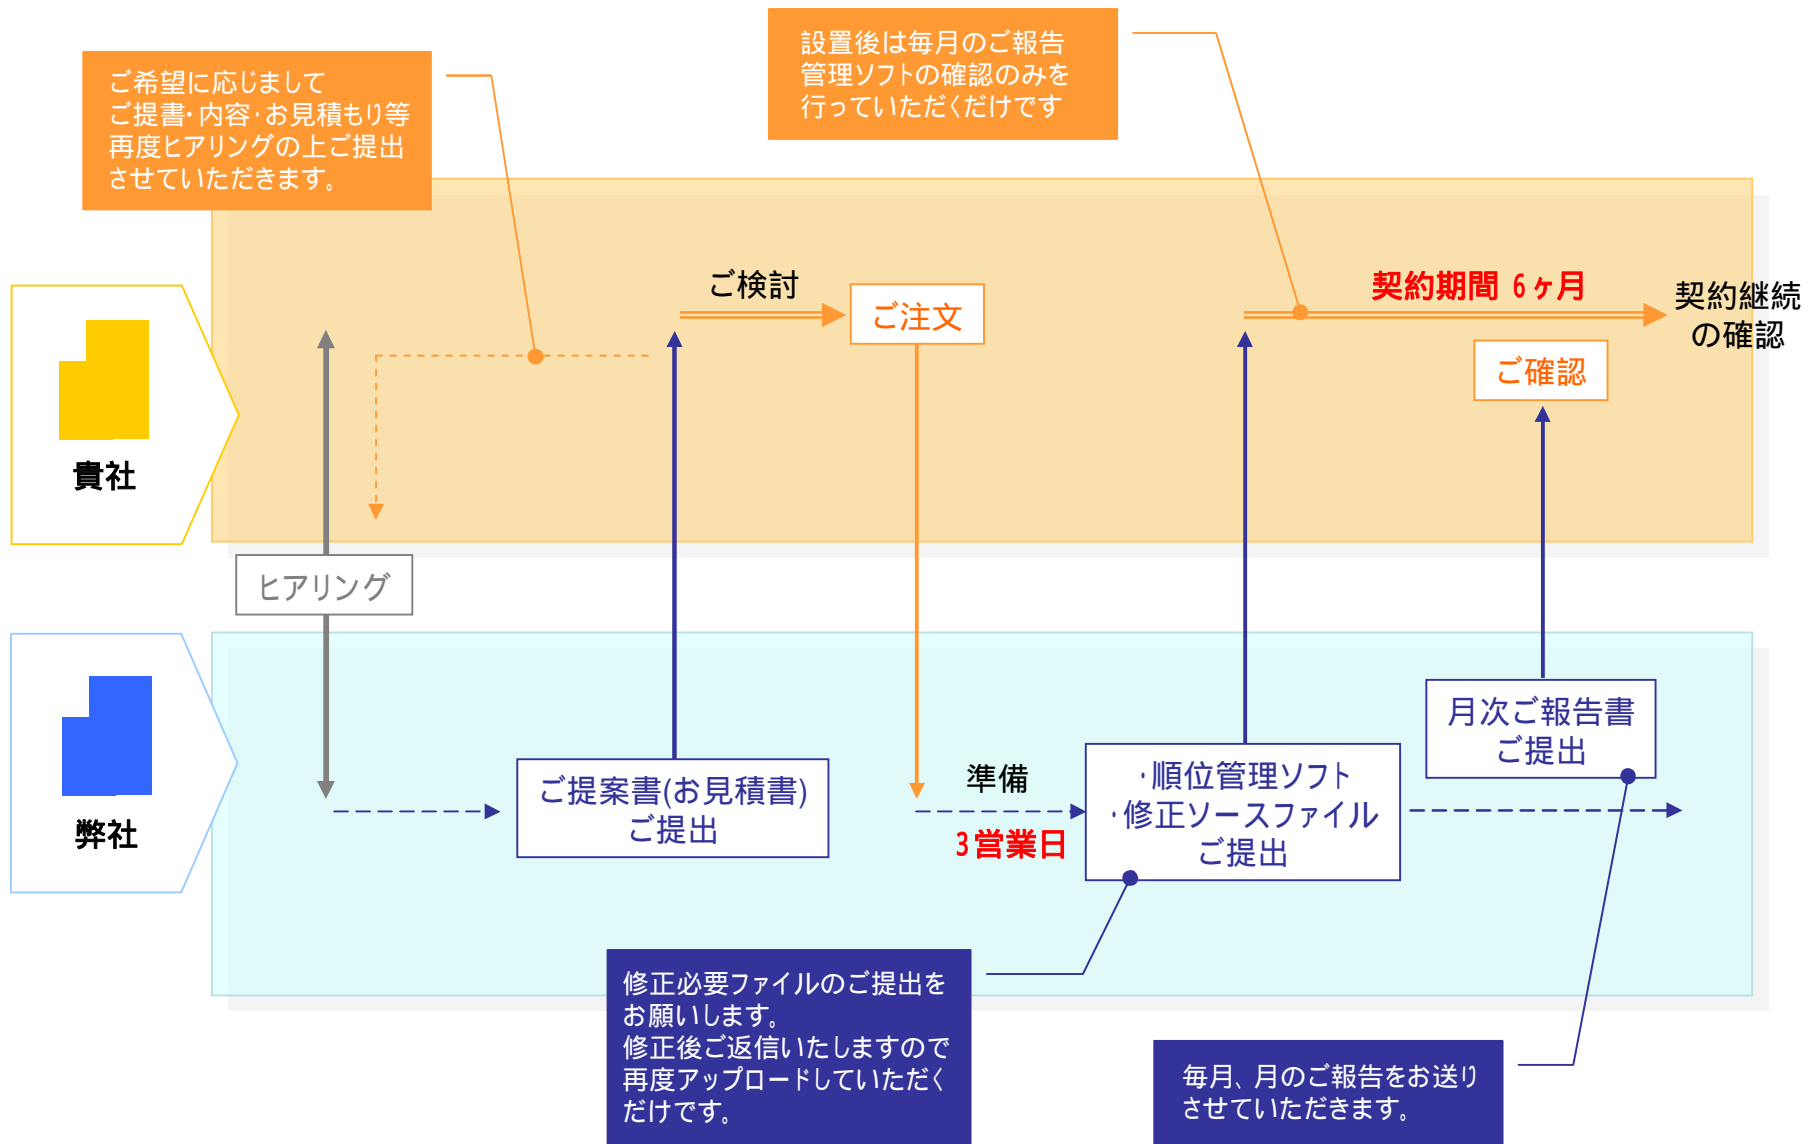 ご希望に応じまして
ご提書・内容・お見積もり等
再度ヒアリングの上ご提出
させていただきます。
設置後は毎月のご報告
管理ソフトの確認のみを
行っていただくだけです
ご検討
ご注文
契約期間 6ヶ月
契約継続
の確認
ご確認
貴社
ヒアリング
弊社
ご提案書(お見積書)
ご提出
準備
3営業日
・順位管理ソフト
・修正ソースファイル
ご提出
月次ご報告書
ご提出
修正必要ファイルのご提出を
お願いします。
修正後ご返信いたしますので
再度アップロードしていただく
だけです。
毎月、月のご報告をお送り
させていただきます。